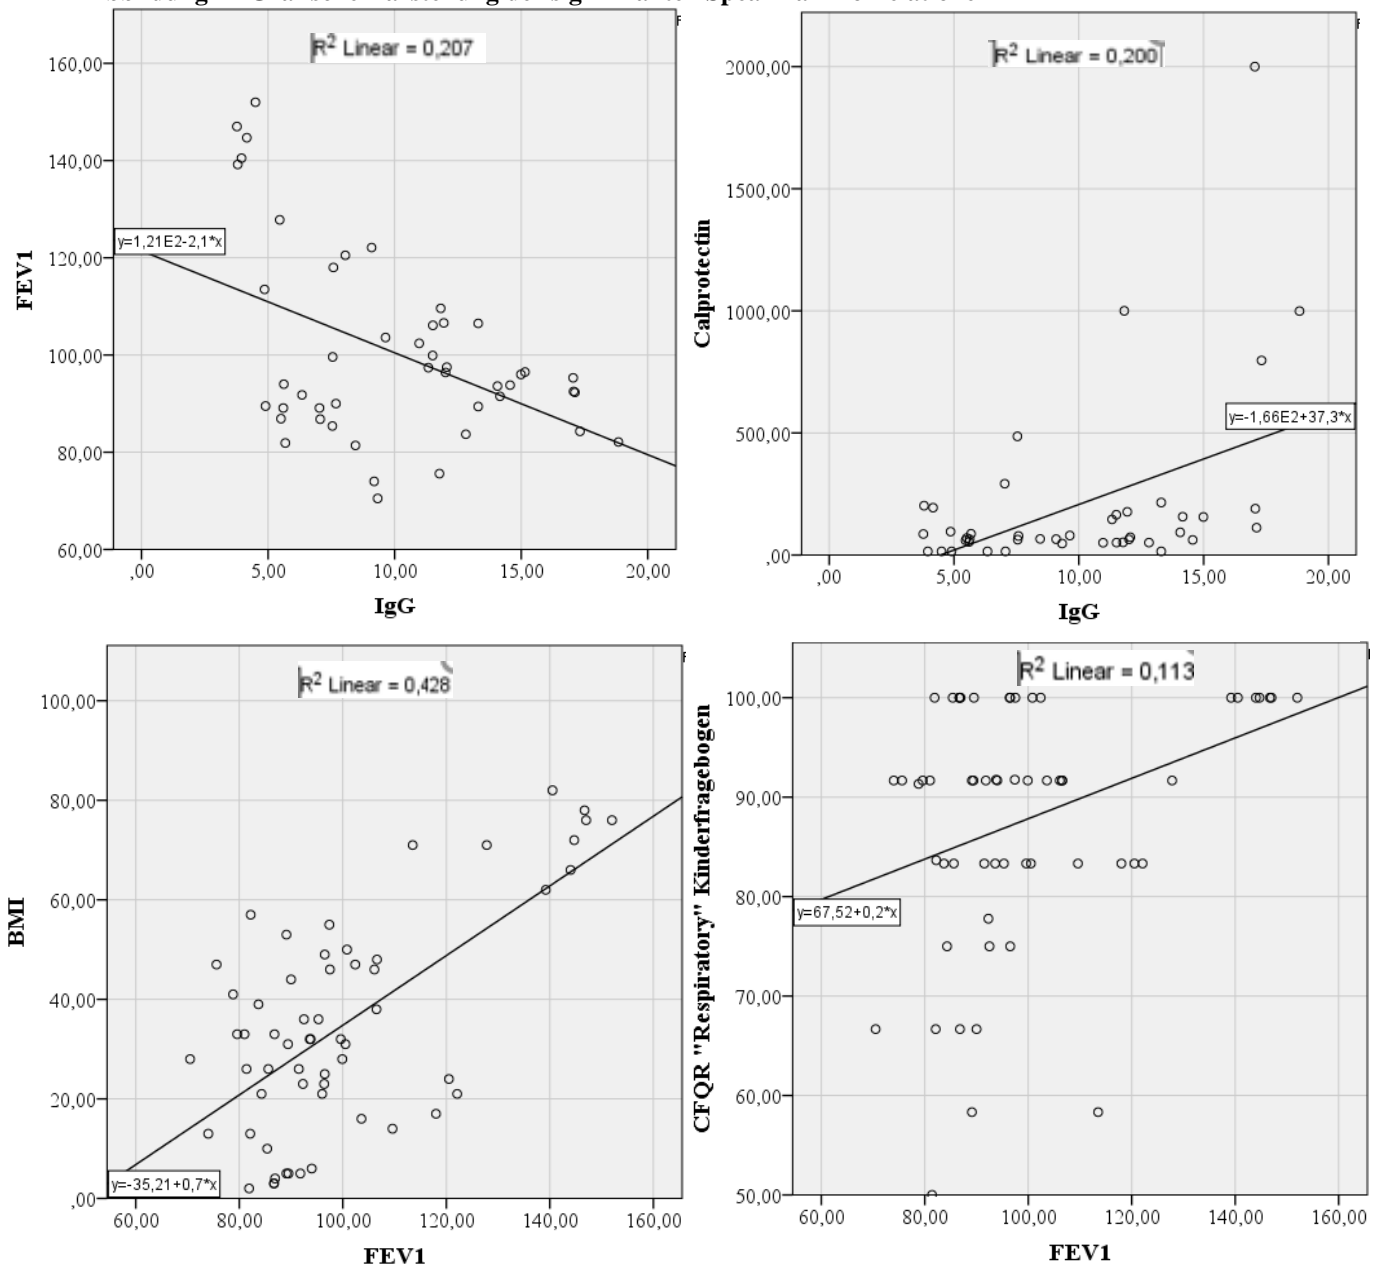 R² Linear = 0,207
160,00
140,00
120,00
100,00
80,00
60,00
y=1,21E2-2,1*x
FEV1
,00 5,00 10,00 15,00 20,00
IgG
R² Linear = 0,200
2000,00
1500,00
1000,00
500,00
,00
y=-1,66E2+37,3*x
Calprotectin
,00 5,00 10,00 15,00 20,00
IgG
R² Linear = 0,428
100,00
80,00
60,00
40,00
20,00
,00
y=-35,21+0,7*x
BMI
60,00 80,00 100,00 120,00 140,00 160,00
FEV1
R² Linear = 0,113
100,00
90,00
80,00
70,00
60,00
50,00
y=67,52+0,2*x
CFQR "Respiratory" Kinderfragebogen
60,00 80,00 100,00 120,00 140,00 160,00
FEV1